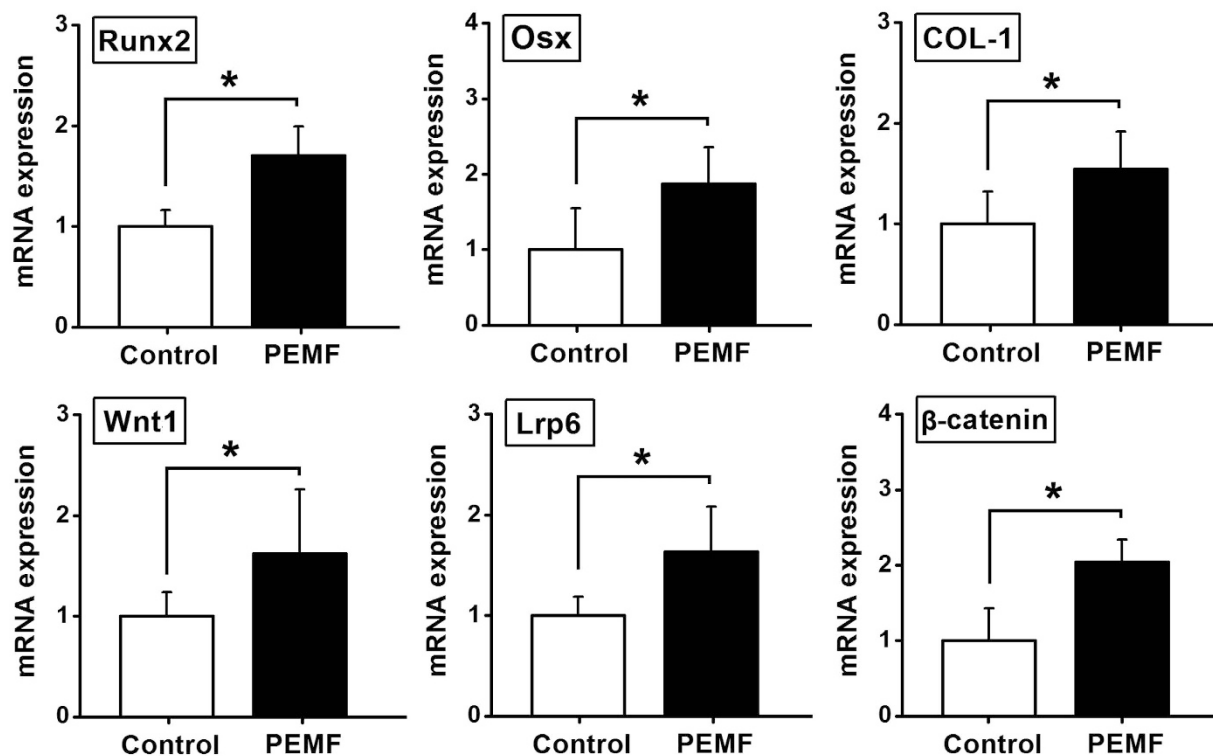 Runx2
mRNA expression
3
2
1
0
*
Control PEMF
Osx
mRNA expression
4
3
2
1
0
*
Control PEMF
COL-1
mRNA expression
3
2
1
0
*
Control PEMF
Wnt1
mRNA expression
3
2
1
0
*
Control PEMF
Lrp6
mRNA expression
3
2
1
0
*
Control PEMF
β-catenin
mRNA expression
4
3
2
1
0
*
Control PEMF